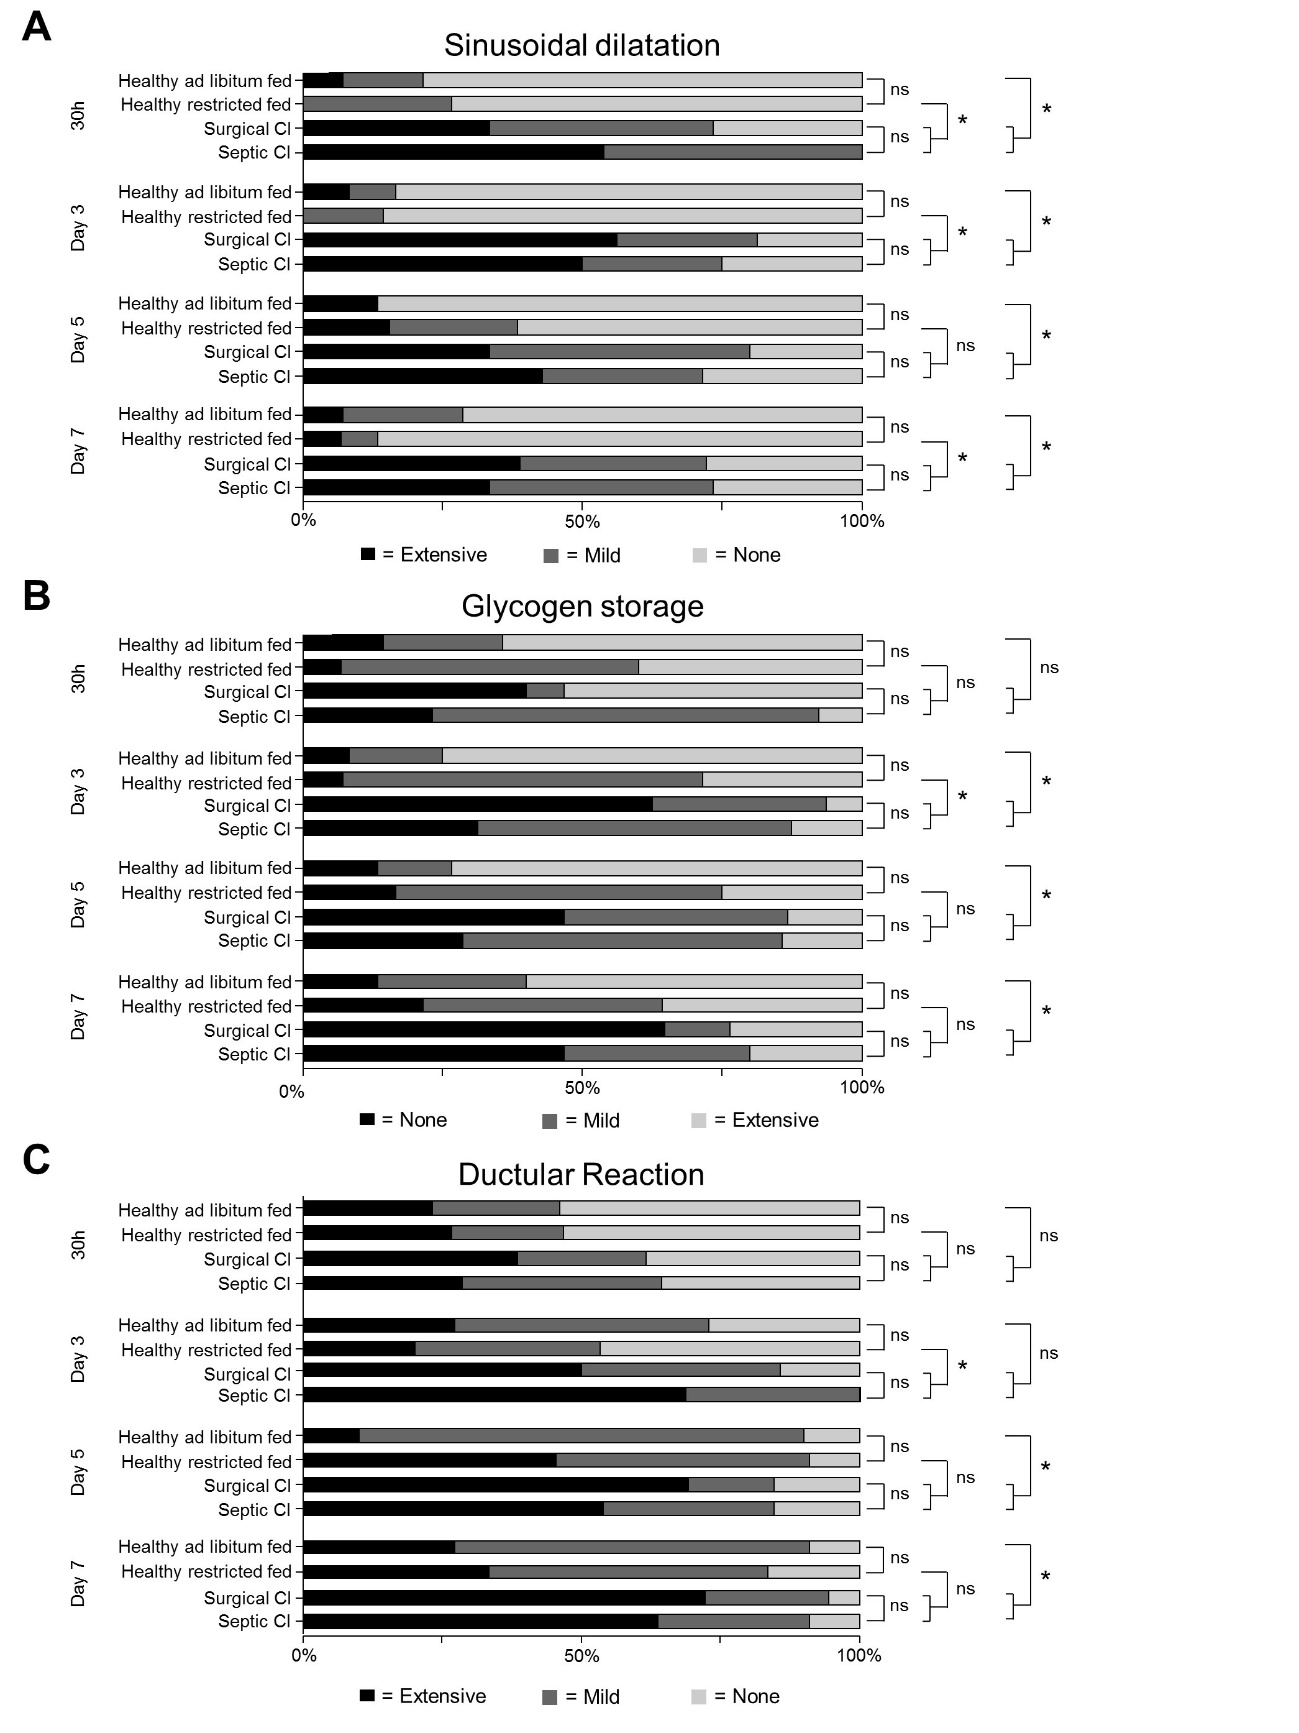 A
Sinusoidal dilatation
30h
Healthy ad libitum fed
ns
Healthy restricted fed
* *
Surgical CI
ns
Septic CI
Day 3
Healthy ad libitum fed
ns
Healthy restricted fed
* *
Surgical CI
ns
Septic CI
Day 5
Healthy ad libitum fed
ns
Healthy restricted fed
ns *
Surgical CI
ns
Septic CI
Day 7
Healthy ad libitum fed
ns
Healthy restricted fed
* *
Surgical CI
ns
Septic CI
0% 50% 100%
= Extensive = Mild = None
B
Glycogen storage
30h
Healthy ad libitum fed
ns
Healthy restricted fed
ns ns
Surgical CI
ns
Septic CI
Day 3
Healthy ad libitum fed
ns
Healthy restricted fed
* *
Surgical CI
ns
Septic CI
Day 5
Healthy ad libitum fed
ns
Healthy restricted fed
ns *
Surgical CI
ns
Septic CI
Day 7
Healthy ad libitum fed
ns
Healthy restricted fed
ns *
Surgical CI
ns
Septic CI
0% 50% 100%
= None = Mild = Extensive
C
Ductular Reaction
30h
Healthy ad libitum fed
ns
Healthy restricted fed
ns ns
Surgical CI
ns
Septic CI
Day 3
Healthy ad libitum fed
ns
Healthy restricted fed
* ns
Surgical CI
ns
Septic CI
Day 5
Healthy ad libitum fed
ns
Healthy restricted fed
ns *
Surgical CI
ns
Septic CI
Day 7
Healthy ad libitum fed
ns
Healthy restricted fed
ns *
Surgical CI
ns
Septic CI
0% 50% 100%
= Extensive = Mild = None